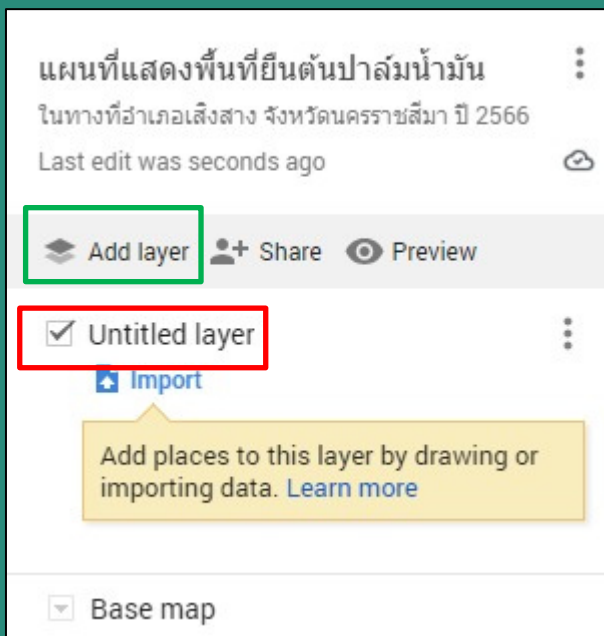 แผนที่แสดงพื้นที่ยืนต้นปาล์มน้ำมัน
ในทางที่อำเภอเสิงสาง จังหวัดนครราชสีมา ปี 2566
Last edit was seconds ago
Add layer Share Preview
Untitled layer
Import
Add places to this layer by drawing or
importing data. Learn more
Base map